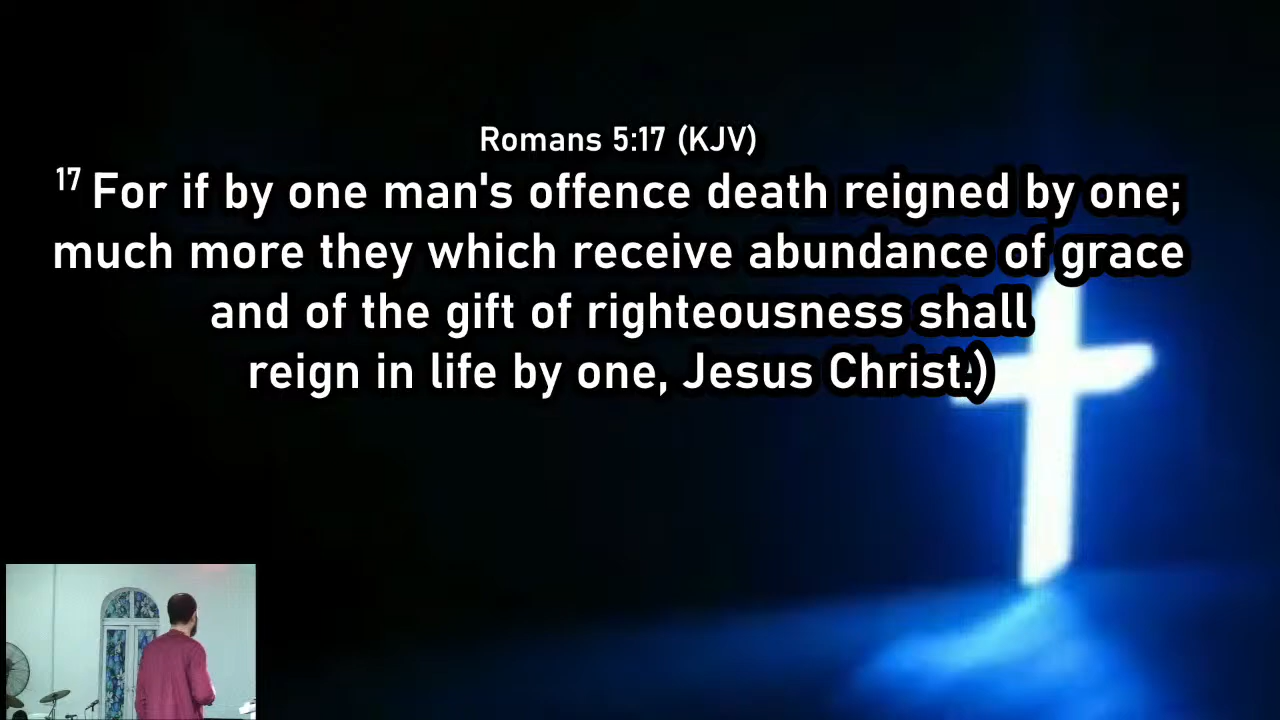 Romans 5:17 (KJV)
17 For if by one man's offence death reigned by one;
much more they which receive abundance of grace
and of the gift of righteousness shall
reign in life by one, Jesus Christ.)